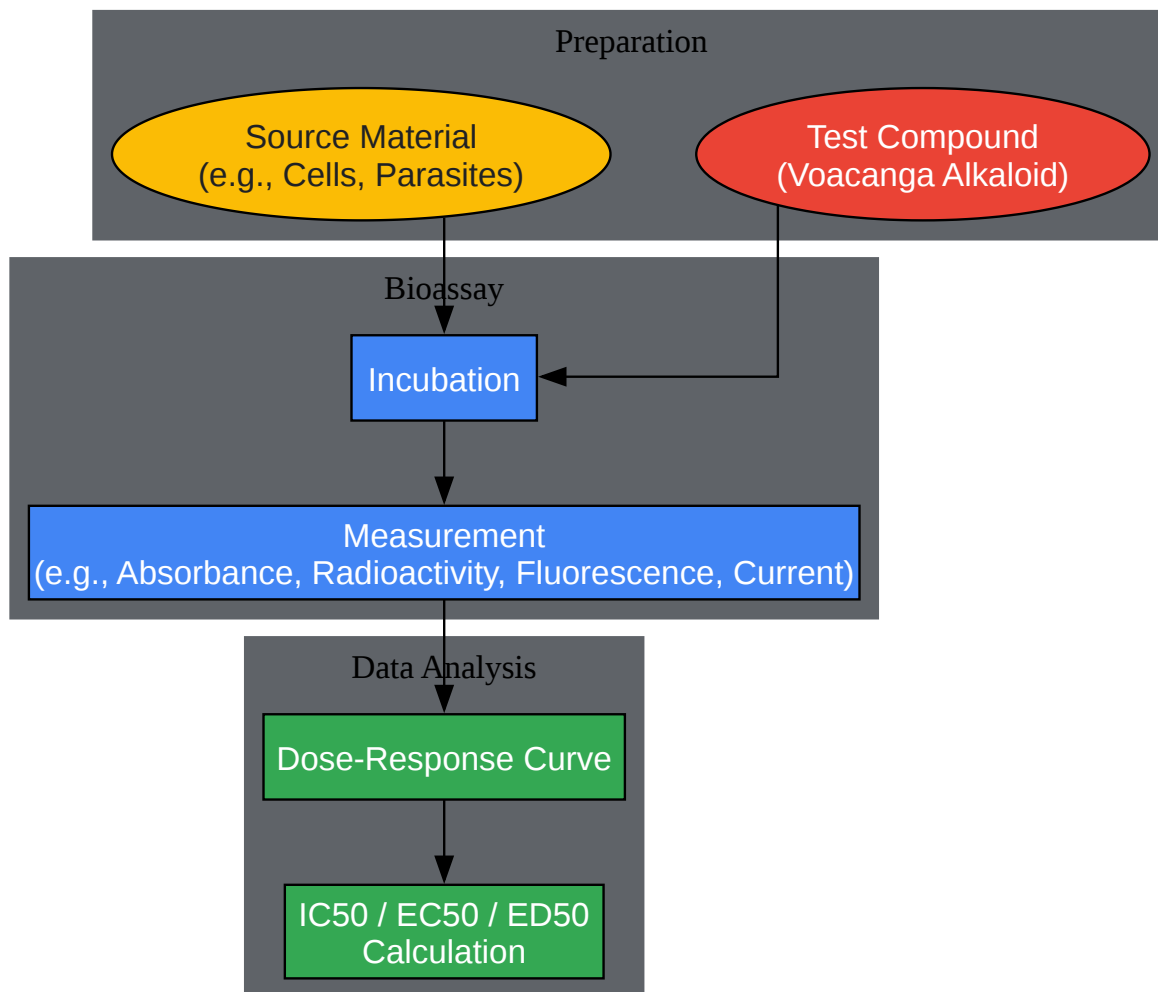 Preparation
Source Material
(e.g., Cells, Parasites)
Test Compound
(Voacanga Alkaloid)
Bioassay
Incubation
Measurement
(e.g., Absorbance, Radioactivity, Fluorescence, Current)
Data Analysis
Dose-Response Curve
IC50 / EC50 / ED50
Calculation